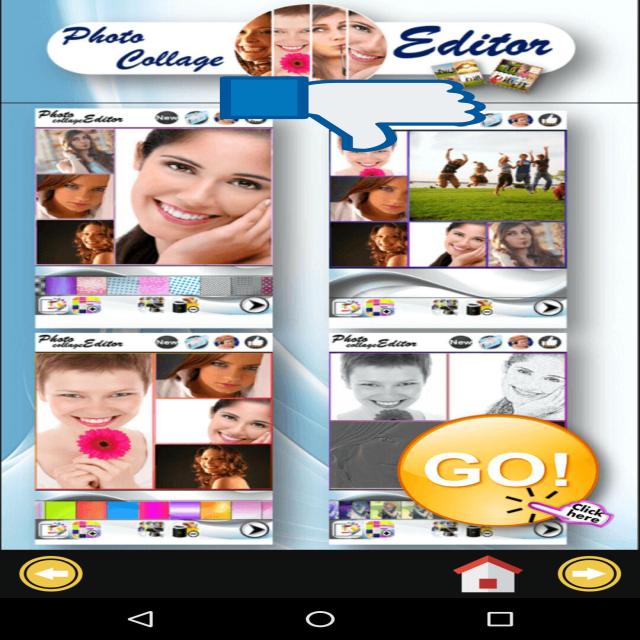 Photo
Collage
Editor
Photo
collageEditor
New
Photo
collageEditor
New
Photo
collageEditor
New
GO!
Click
here